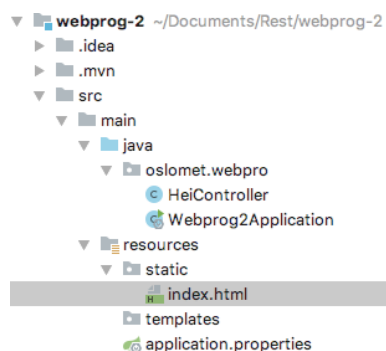 webprog-2 ~/Documents/Rest/webprog-2
.idea
.mvn
src
main
java
oslomet.webpro
HeiController
Webprog2Application
resources
static
index.html
templates
application.properties